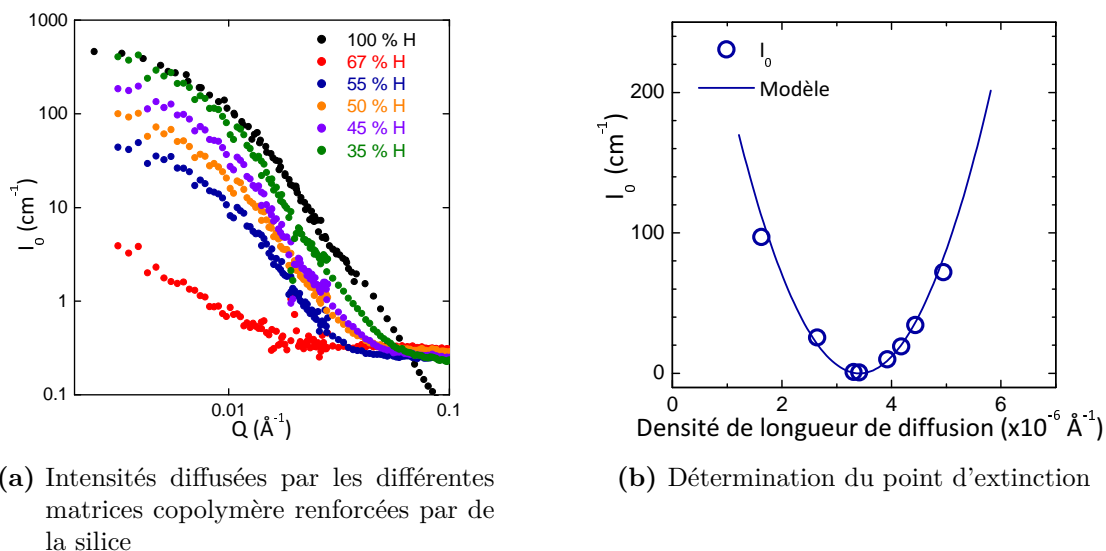 1000
100
10
1
0.1
I0 (cm-1)
0.01
0.1
Q (Å-1)
100 % H
67 % H
55 % H
50 % H
45 % H
35 % H
(a) Intensités diffusées par les différentes
matrices copolymère renforcées par de
la silice
I0
Modèle
200
100
0
I0 (cm-1)
0
2
4
6
Densité de longueur de diffusion (x10-6 Å-1)
(b) Détermination du point d'extinction